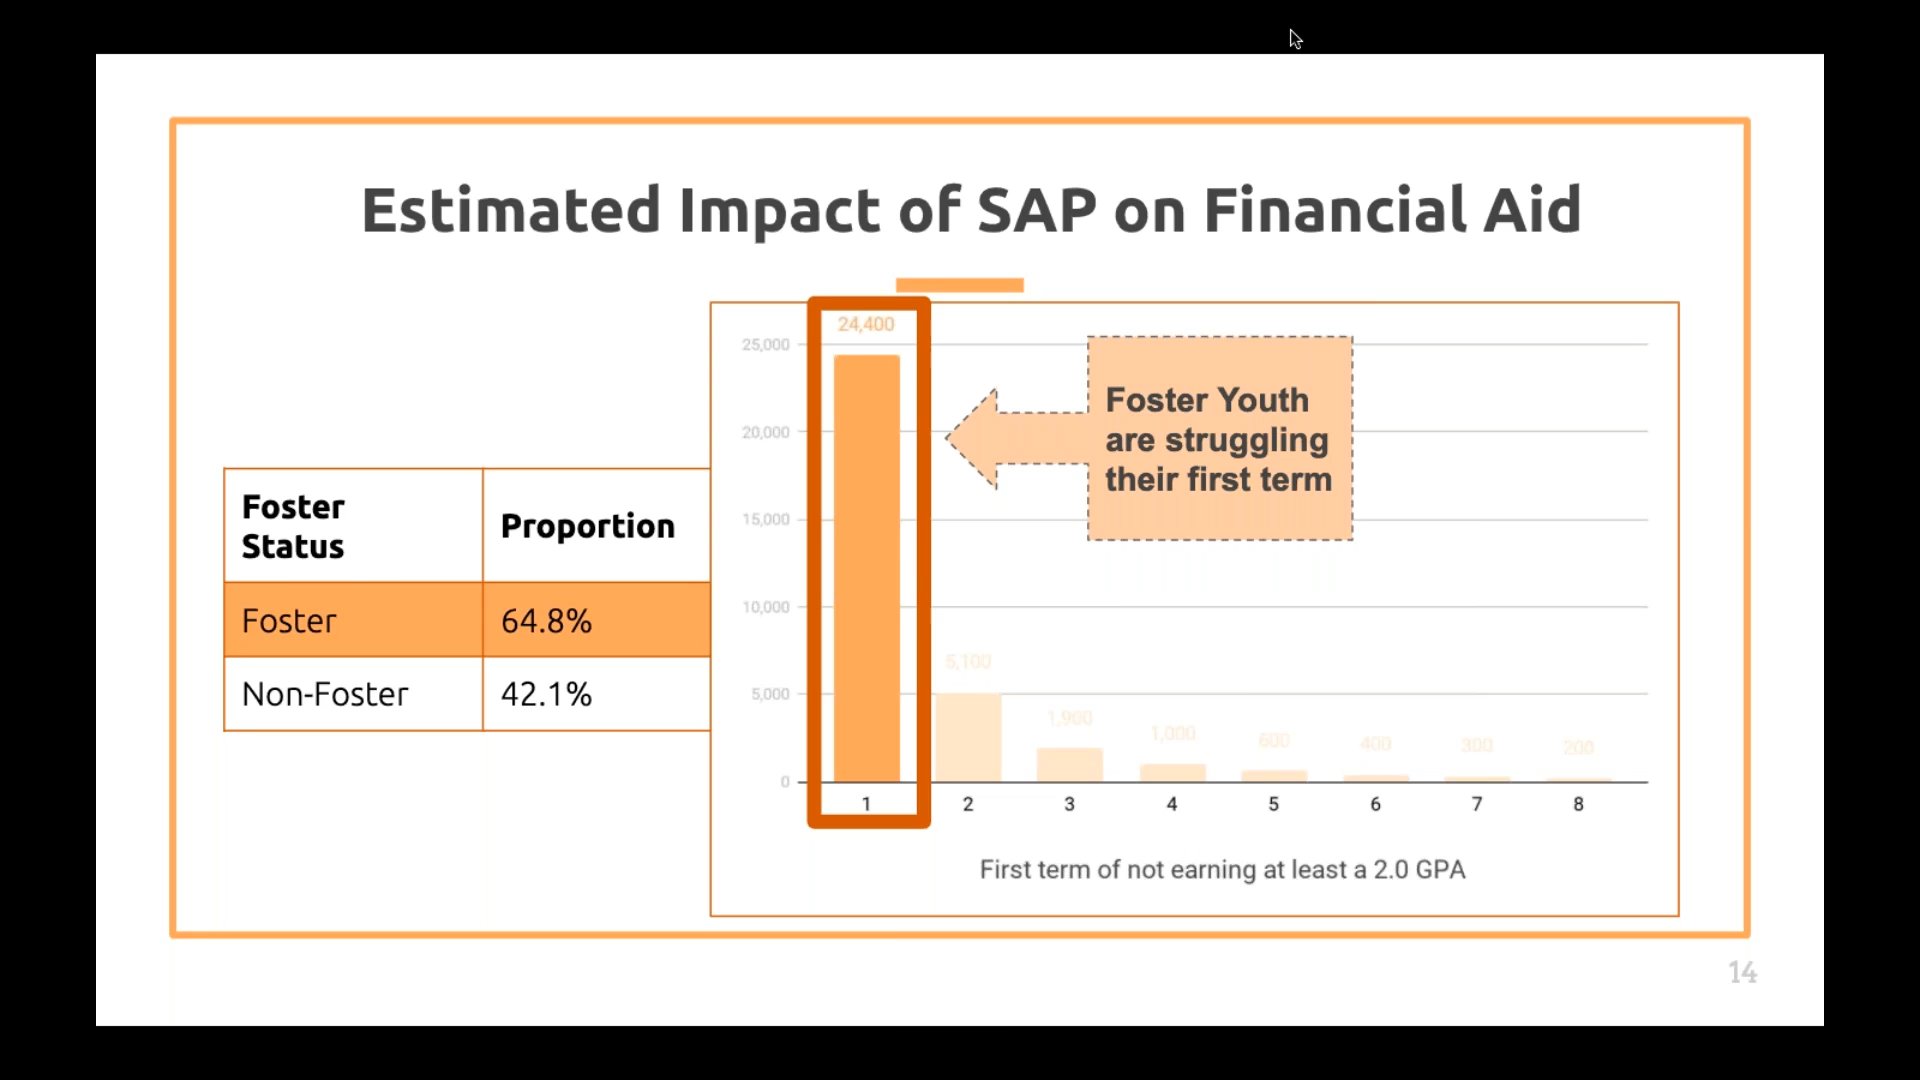 Estimated Impact of SAP on Financial Aid
Foster
Status
Proportion
Foster
64.8%
Non-Foster
42.1%
24,400
25,000
20,000
15,000
10,000
5,000
0
5,100
1,900
1,000
600
400
300
200
Foster Youth
are struggling
their first term
1
2
3
4
5
6
7
8
First term of not earning at least a 2.0 GPA
14